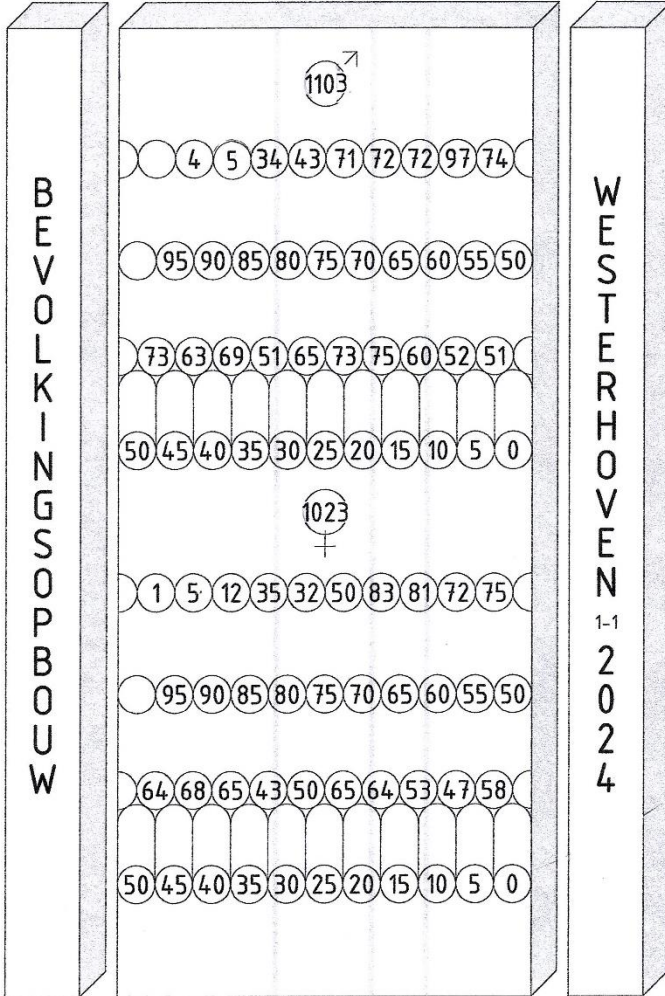 BEVOLKINGSOPBOUW
1103
4 5 34 43 71 72 72 97 74
95 90 85 80 75 70 65 60 55 50
73 63 69 51 65 73 75 60 52 51
50 45 40 35 30 25 20 15 10 5 0
1023
1 5 12 35 32 50 83 81 72 75
95 90 85 80 75 70 65 60 55 50
64 68 65 43 50 65 64 53 47 58
50 45 40 35 30 25 20 15 10 5 0
WESTERHOVEN 1-1 2024